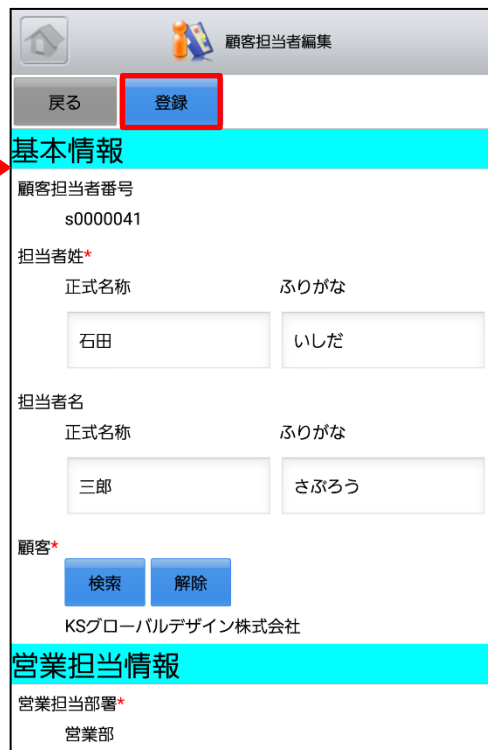 顧客担当者編集
戻る 登録
基本情報
顧客担当者番号
s0000041
担当者姓*
正式名称 ふりがな
石田 いしだ
担当者名
正式名称 ふりがな
三郎 さぶろう
顧客*
検索 解除
KSグローバルデザイン株式会社
営業担当情報
営業担当部署*
営業部